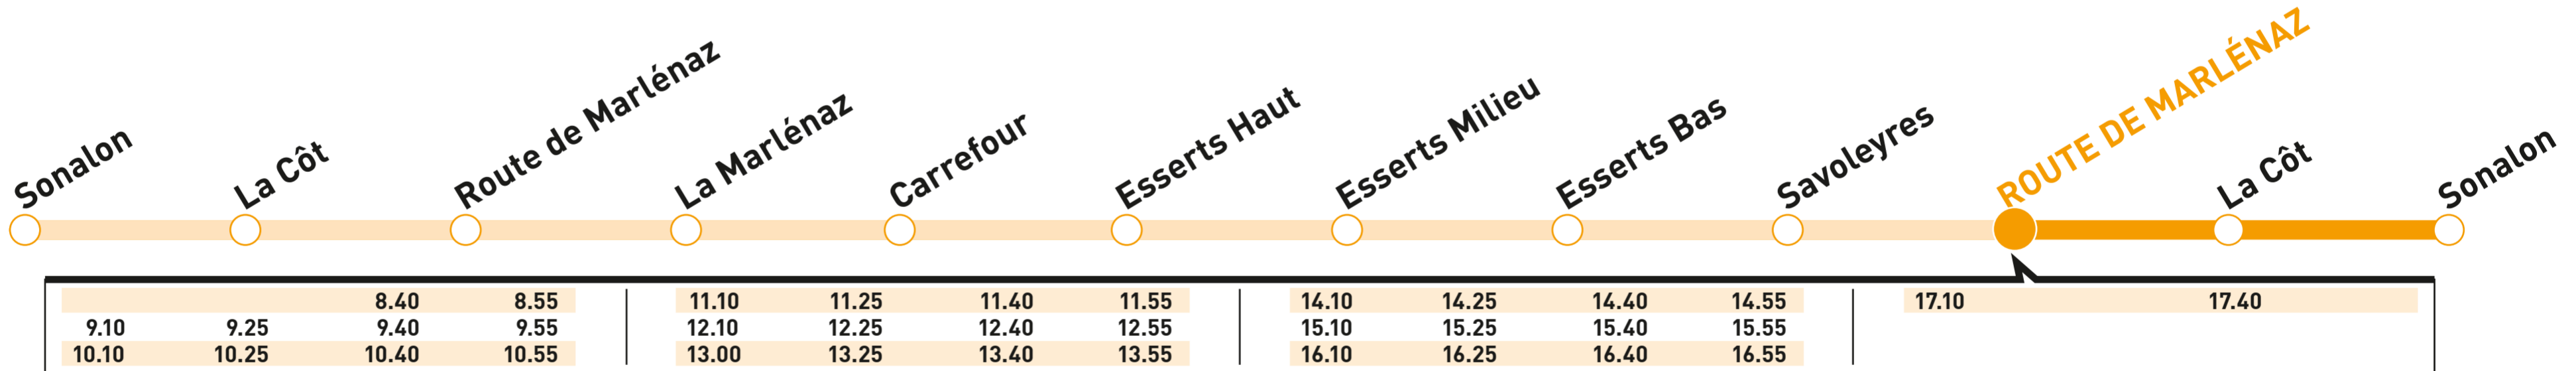 Sonalon
La Côt
Route de Marlénaz
La Marlénaz
Carrefour
Esserts Haut
Esserts Milieu
Esserts Bas
Savoleyres
ROUTE DE MARLÉNAZ
La Côt
Sonalon
8.40 8.55 11.10 11.25 11.40 11.55 14.10 14.25 14.40 14.55 17.10 17.40
9.10 9.25 9.40 9.55 12.10 12.25 12.40 12.55 15.10 15.25 15.40 15.55
10.10 10.25 10.40 10.55 13.00 13.25 13.40 13.55 16.10 16.25 16.40 16.55